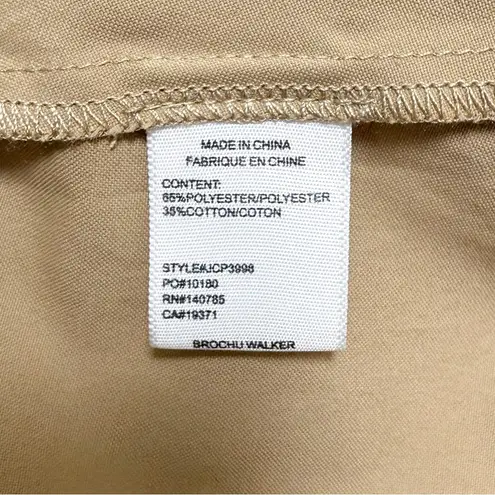 MADE IN CHINA
FABRIQUE EN CHINE
CONTENT:
65%POLYESTER/POLYESTER
35%COTTON/COTON
STYLE#JCP3998
PO#10180
RN#140785
CA#19371
BROCHU WALKER